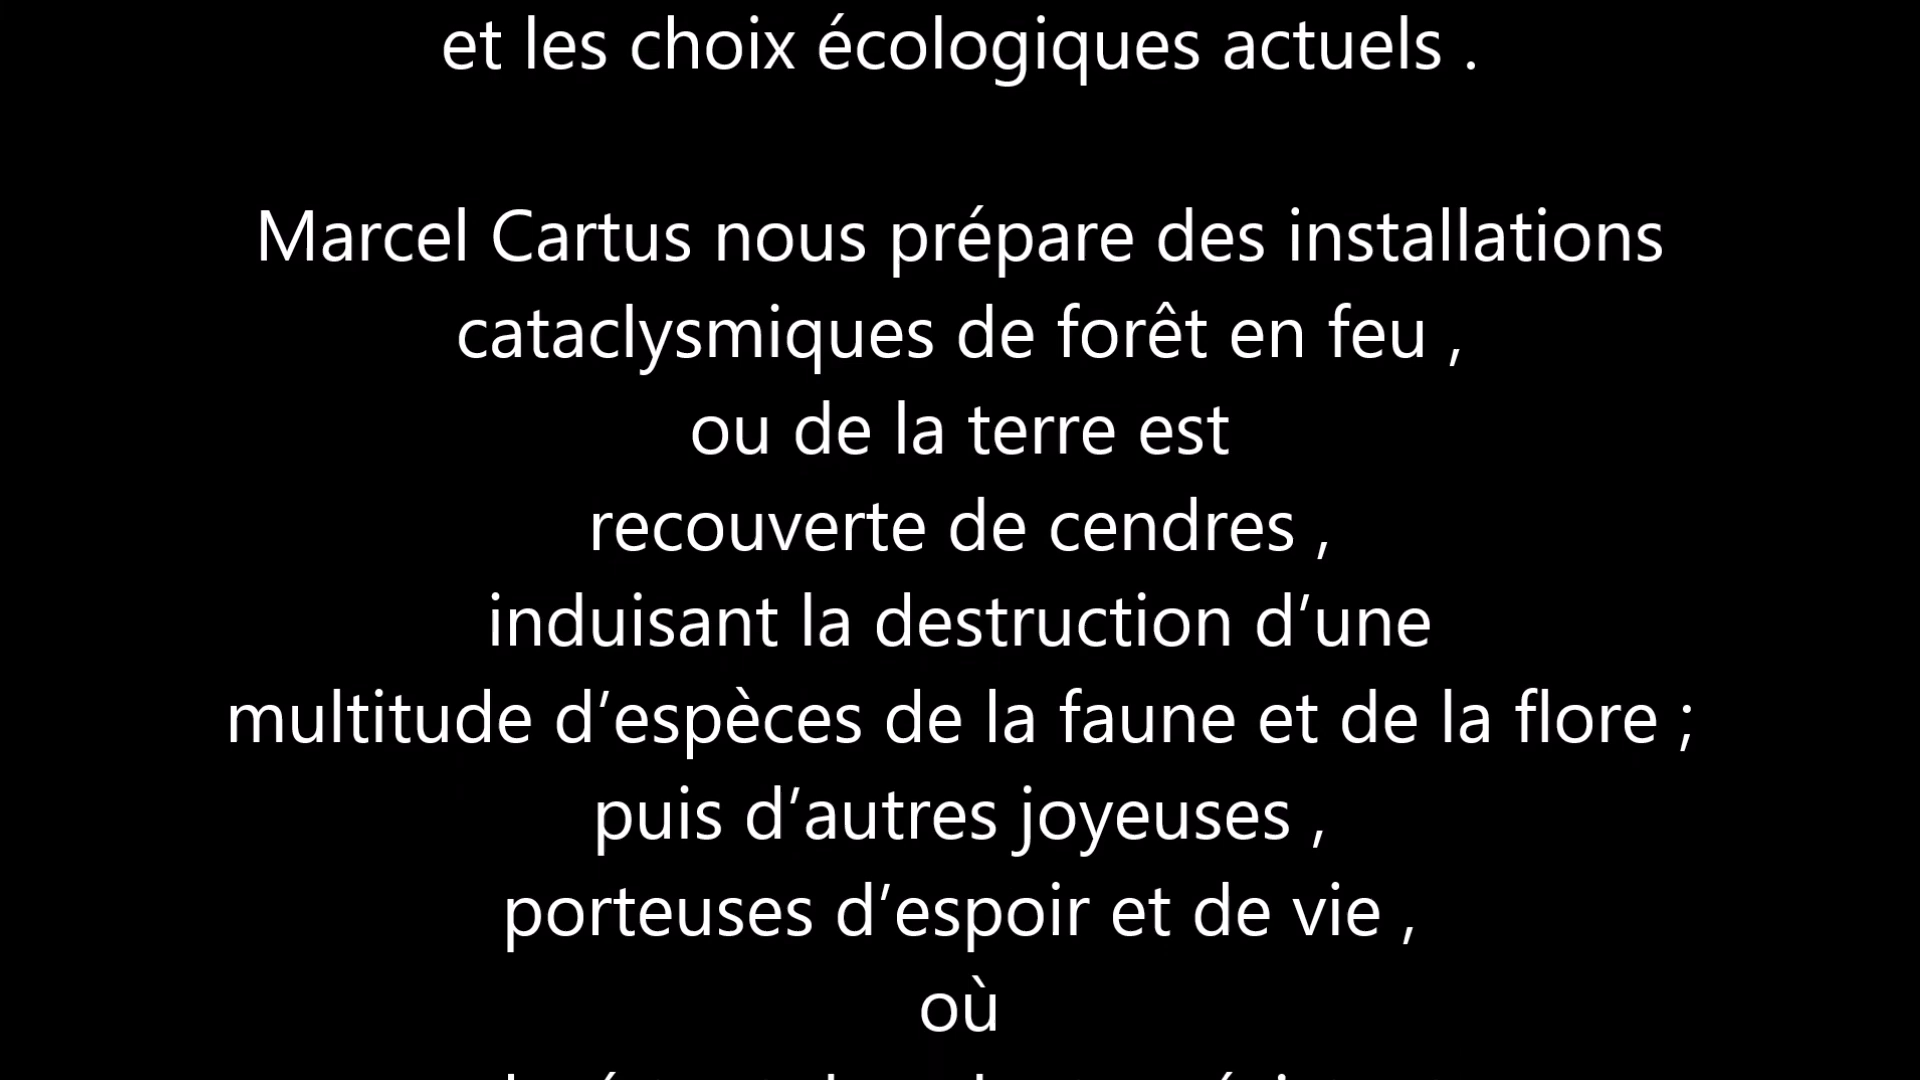 et les choix écologiques actuels .
Marcel Cartus nous prépare des installations
cataclysmiques de forêt en feu ,
ou de la terre est
recouverte de cendres ,
induisant la destruction d’une
multitude d’espèces de la faune et de la flore ;
puis d’autres joyeuses ,
porteuses d’espoir et de vie ,
où